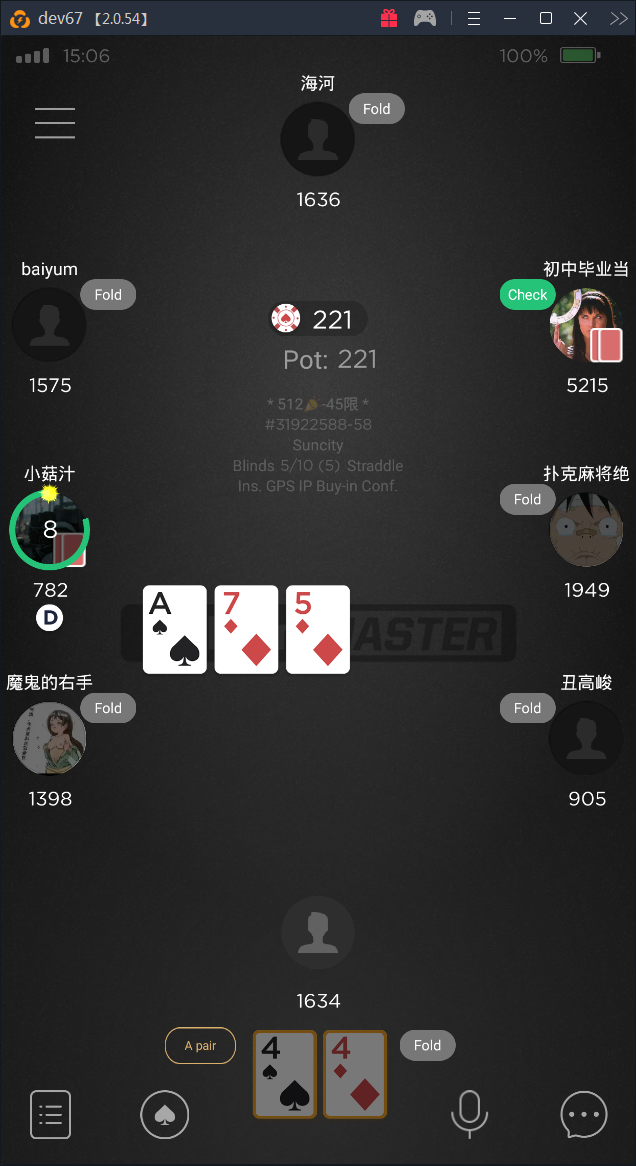 dev67 【2.0.54】
15:06
100%
海河
Fold
1636
baiyum
Fold
1575
初中毕业当
Check
5215
221
Pot: 221
* 512 -45限 *
#31922588-58
Suncity
Blinds 5/10 (5) Straddle
Ins. GPS IP Buy-in Conf.
小菇汁
8
782
D
扑克麻将绝
Fold
1949
A
7
5
MASTER
魔鬼的右手
Fold
1398
丑高峻
Fold
905
1634
A pair
4
4
Fold